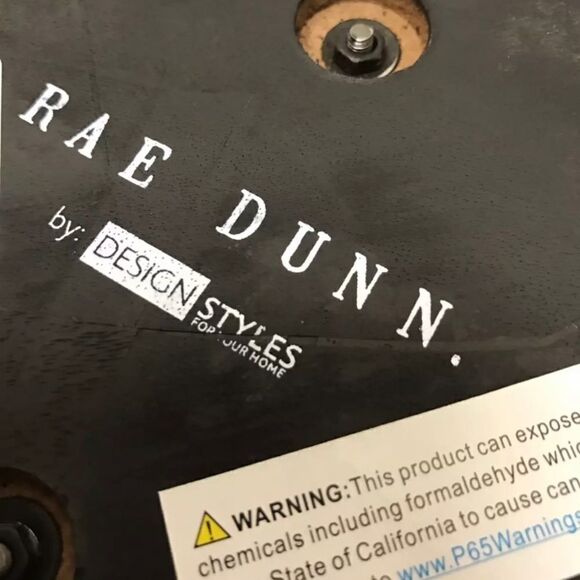 RAE DUNN.
by: DESIGN STYLES
FOR YOUR HOME
WARNING:This product can expose
chemicals including formaldehyde
State of California to cause
www.P65Warnings